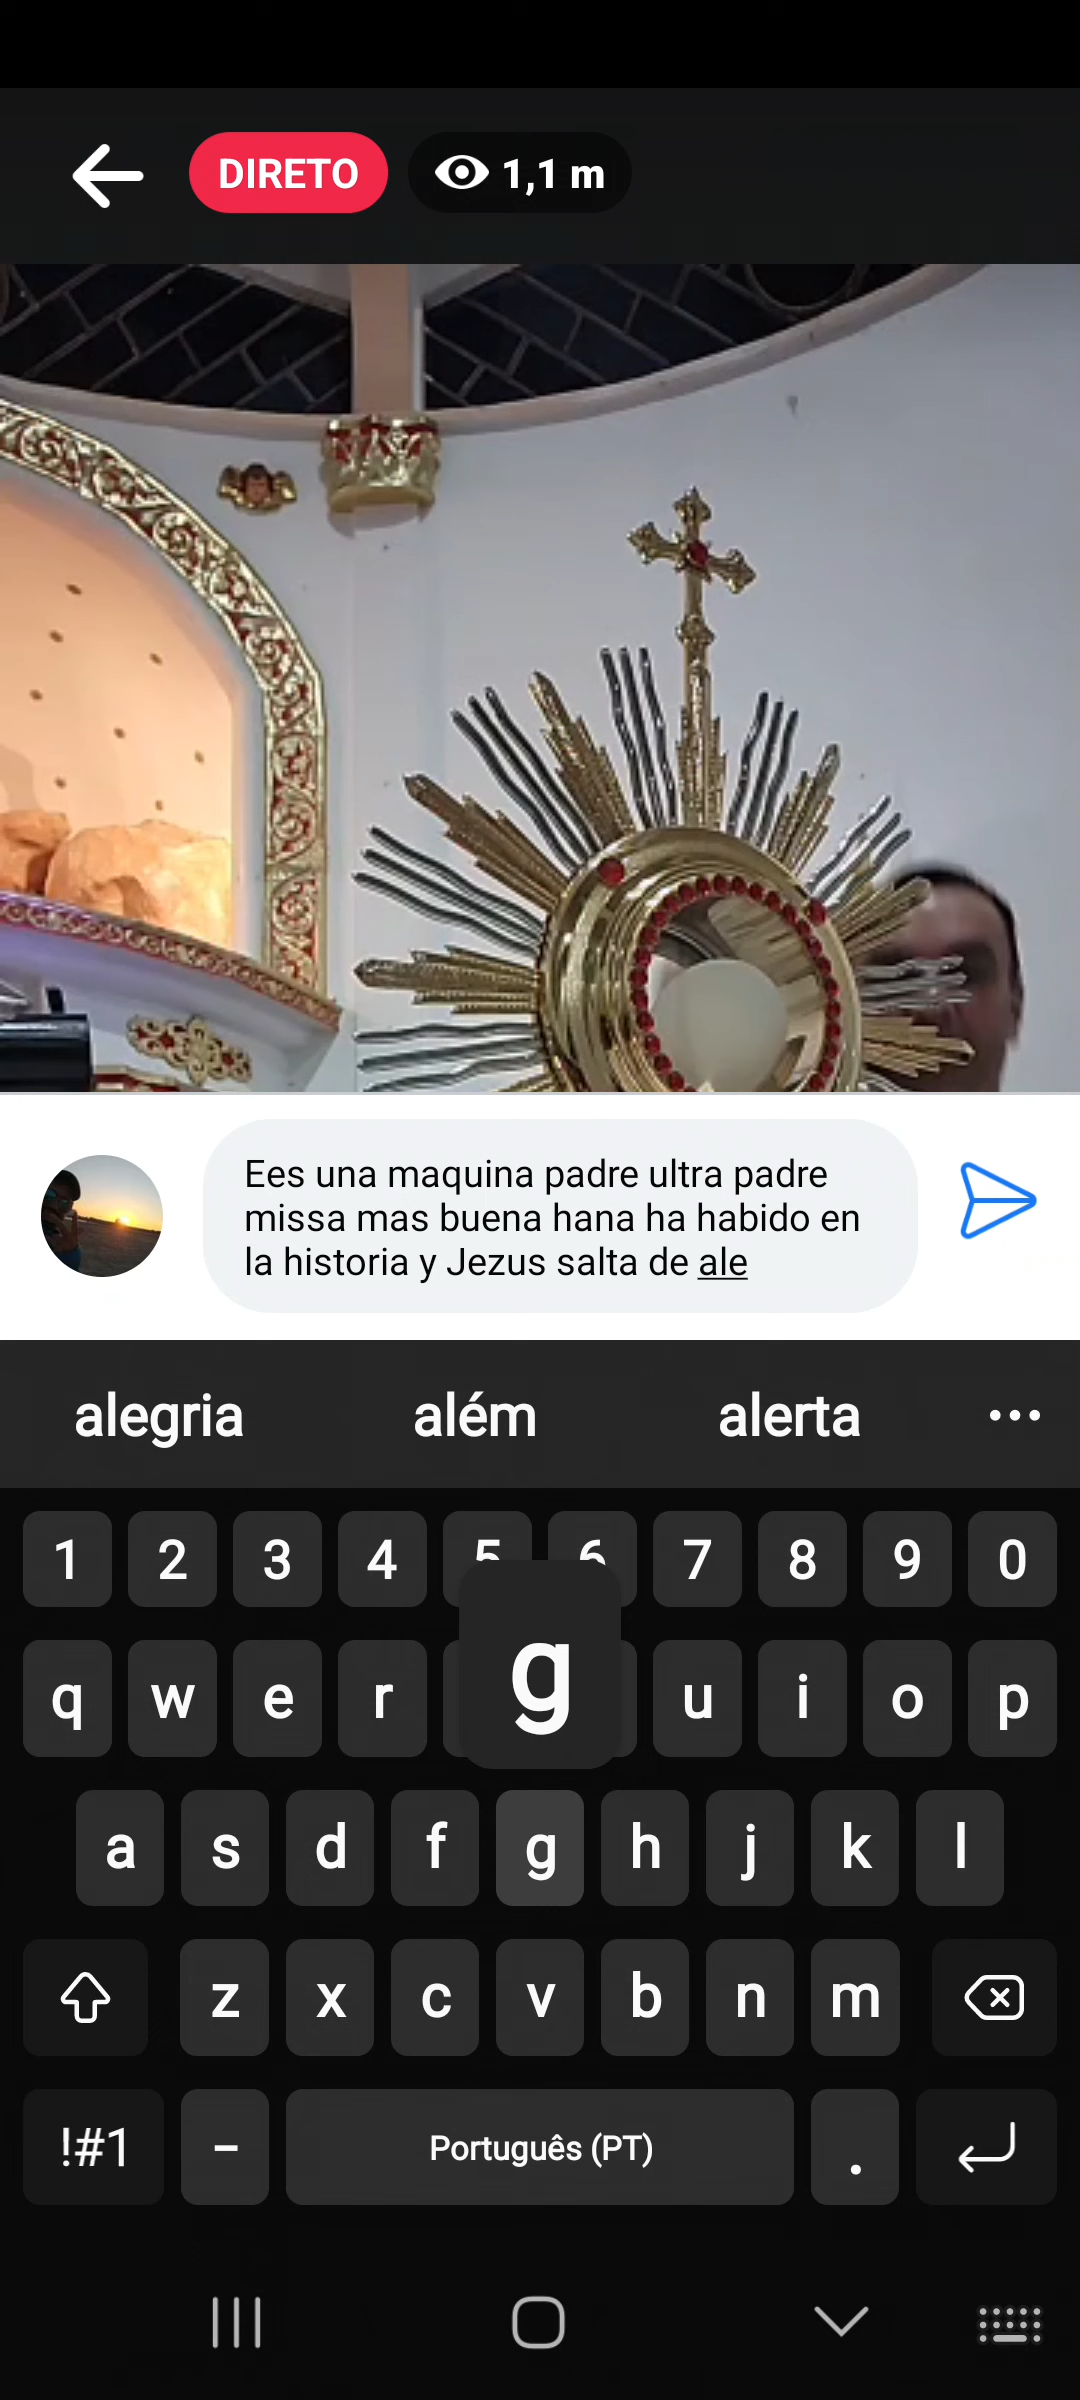 DIRETO 1,1 m
Ees una maquina padre ultra padre
missa mas buena hana ha habido en
la historia y Jezus salta de ale
alegria além alerta
1 2 3 4 5 6 7 8 9 0
g
q w e r u i o p
a s d f g h j k l
z x c v b n m
!#1 - Português (PT) .